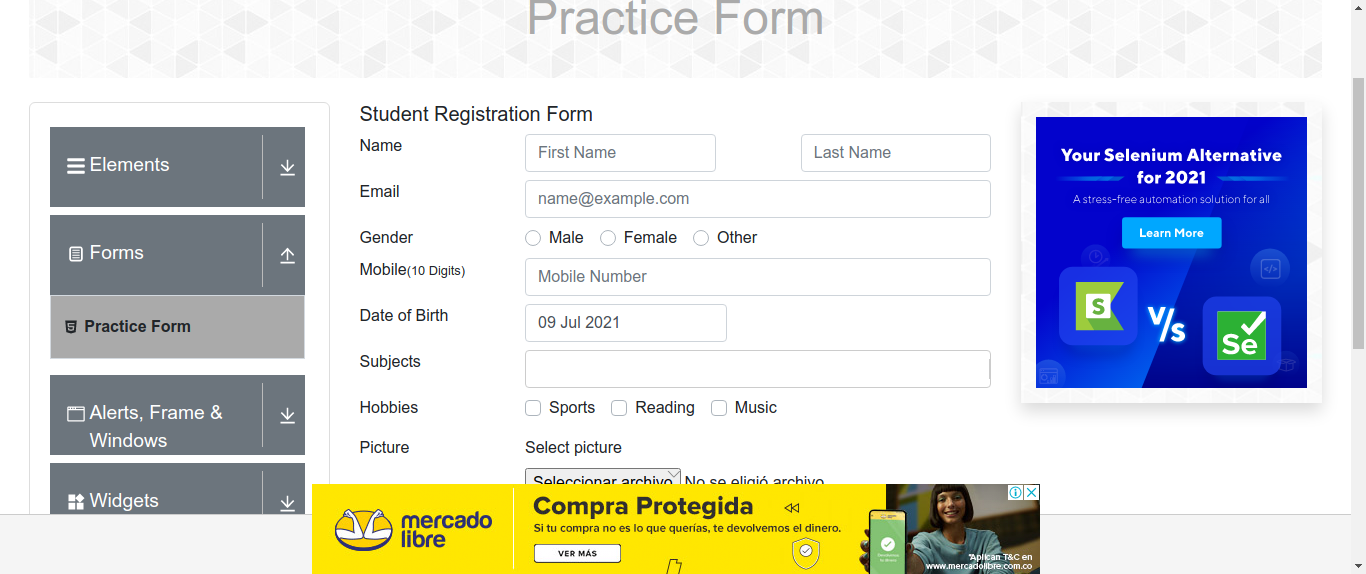 Practice Form
Elements
Forms
Practice Form
Alerts, Frame &
Windows
Widgets
Student Registration Form
Name
First Name
Last Name
Email
name@example.com
Gender
Male
Female
Other
Mobile(10 Digits)
Mobile Number
Date of Birth
09 Jul 2021
Subjects
Hobbies
Sports
Reading
Music
Picture
Select picture
Seleccionar archivo
No se eligió archivo
Your Selenium Alternative
for 2021
A stress-free automation solution for all
Learn More
S
V/s
Se
mercado
libre
Compra Protegida
Si tu compra no es lo que querías, te devolvemos el dinero.
VER MÁS
*Aplican T&C en
www.mercadolibre.com.co